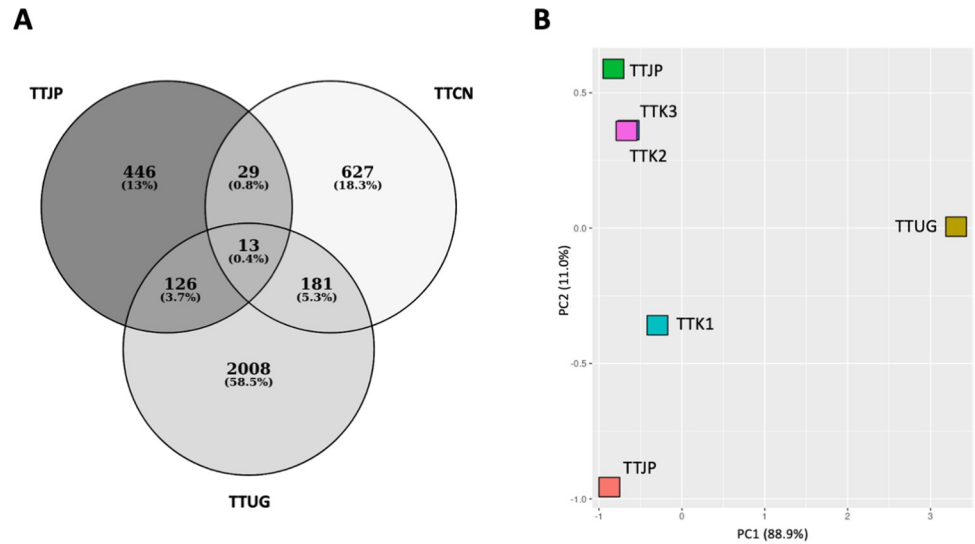 A
TTJP
TTCN
446
(13%)
29
(0.8%)
627
(18.3%)
13
(0.4%)
126
(3.7%)
181
(5.3%)
2008
(58.5%)
TTUG
B
TTJP
TTK3
TTK2
TTUG
TTK1
TTJP
0.5
0.0
-0.5
-1.0
PC2 (11.0%)
-1
0
1
2
3
PC1 (88.9%)